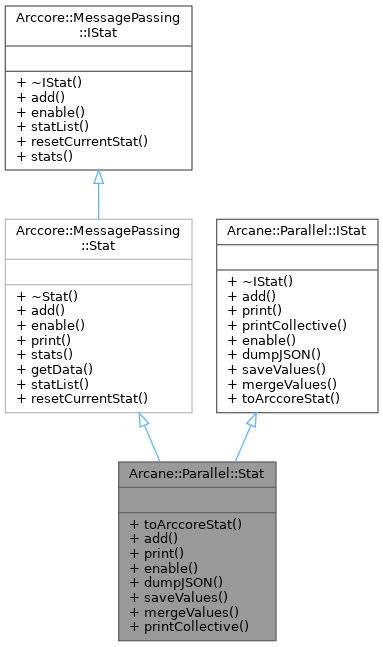 Arccore::MessagePassing
::IStat
+ ~IStat()
+ add()
+ enable()
+ statList()
+ resetCurrentStat()
+ stats()
Arccore::MessagePassing
::Stat
+ ~Stat()
+ add()
+ enable()
+ print()
+ stats()
+ getData()
+ statList()
+ resetCurrentStat()
Arcane::Parallel::IStat
+ ~IStat()
+ add()
+ print()
+ printCollective()
+ enable()
+ dumpJSON()
+ saveValues()
+ mergeValues()
+ toArccoreStat()
Arcane::Parallel::Stat
+ toArccoreStat()
+ add()
+ print()
+ enable()
+ dumpJSON()
+ saveValues()
+ mergeValues()
+ printCollective()